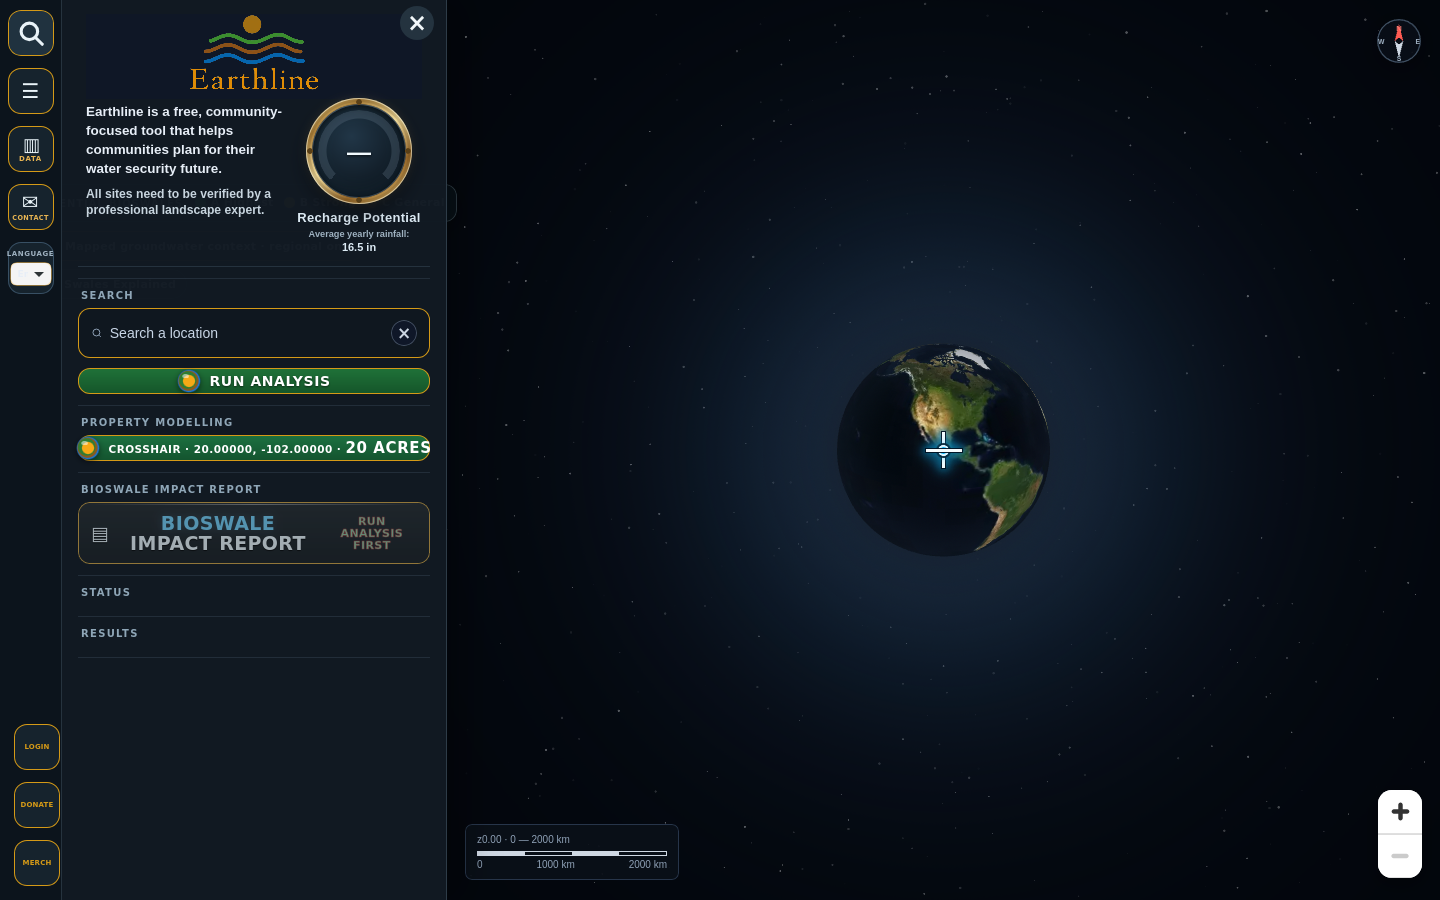 Earthline
Earthline is a free, community-
focused tool that helps
communities plan for their
water security future.
All sites need to be verified by a
professional landscape expert.
—
Recharge Potential
Average yearly rainfall:
16.5 in
DATA
CONTACT
LANGUAGE
SEARCH
Search a location
RUN ANALYSIS
PROPERTY MODELLING
CROSSHAIR · 20.00000, -102.00000 · 20 ACRES
BIOSWALE IMPACT REPORT
BIOSWALE
IMPACT REPORT
RUN
ANALYSIS
FIRST
STATUS
RESULTS
LOGIN
DONATE
MERCH
N
W
E
S
z0.00 · 0 — 2000 km
0 1000 km 2000 km